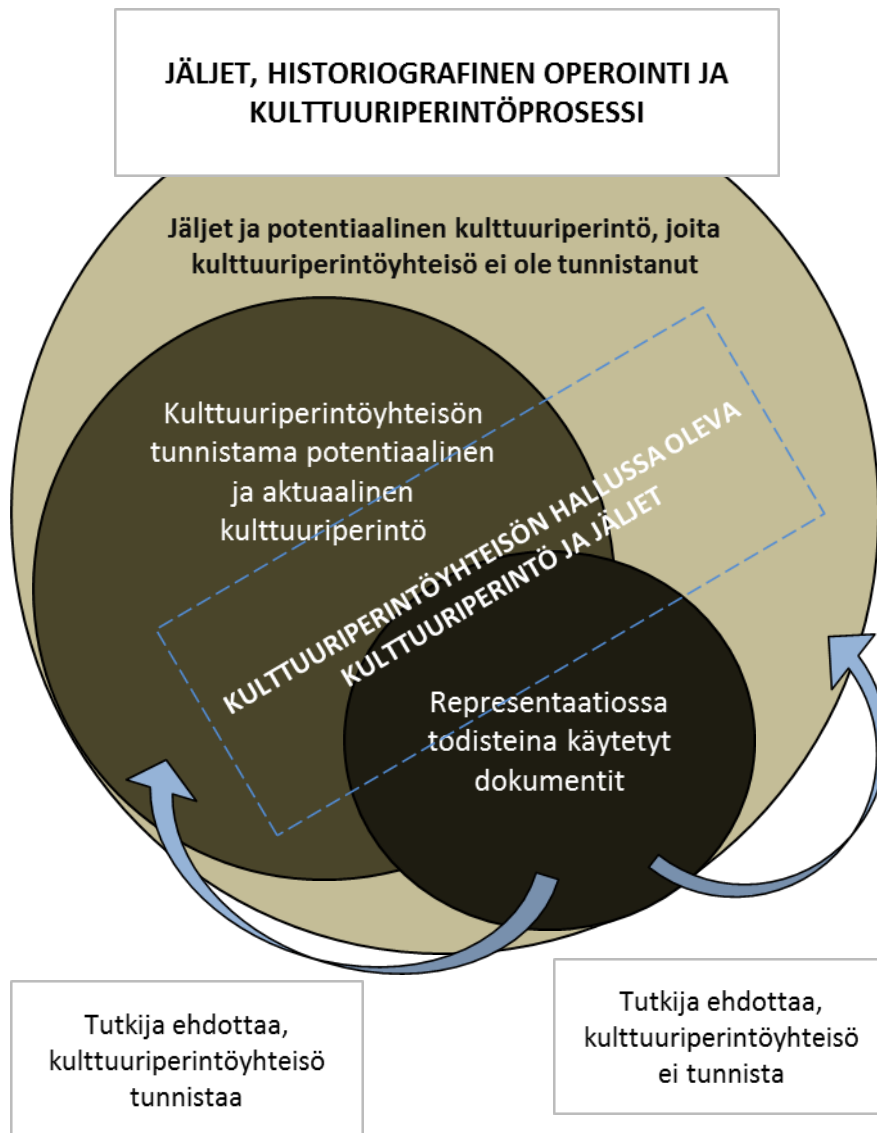 JÄLJET, HISTORIOGRAFINEN OPEROINTI JA
KULTTUURIPERINTÖPROSESSI
Jäljet ja potentiaalinen kulttuuriperintö, joita
kulttuuriperintöyhteisö ei ole tunnistanut
Kulttuuriperintöyhteisön
tunnistama potentiaalinen
ja aktuaalinen
kulttuuriperintö
KULTTUURIPERINTÖYHTEISÖN HALLUSSA OLEVA
KULTTUURIPERINTÖ JA JÄLJET
Representaatiossa
todisteina käytetyt
dokumentit
Tutkija ehdottaa,
kulttuuriperintöyhteisö
tunnistaa
Tutkija ehdottaa,
kulttuuriperintöyhteisö
ei tunnista